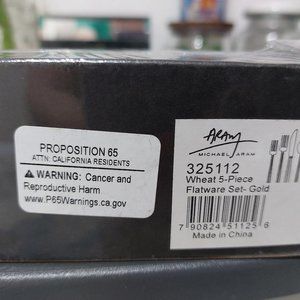 PROPOSITION 65
ATTN: CALIFORNIA RESIDENTS
WARNING: Cancer and
Reproductive Harm
www.P65Warnings.ca.gov
ARAM
MICHAEL ARAM
325112
Wheat 5-Piece
Flatware Set- Gold
7 90824 51125 6
Made in China